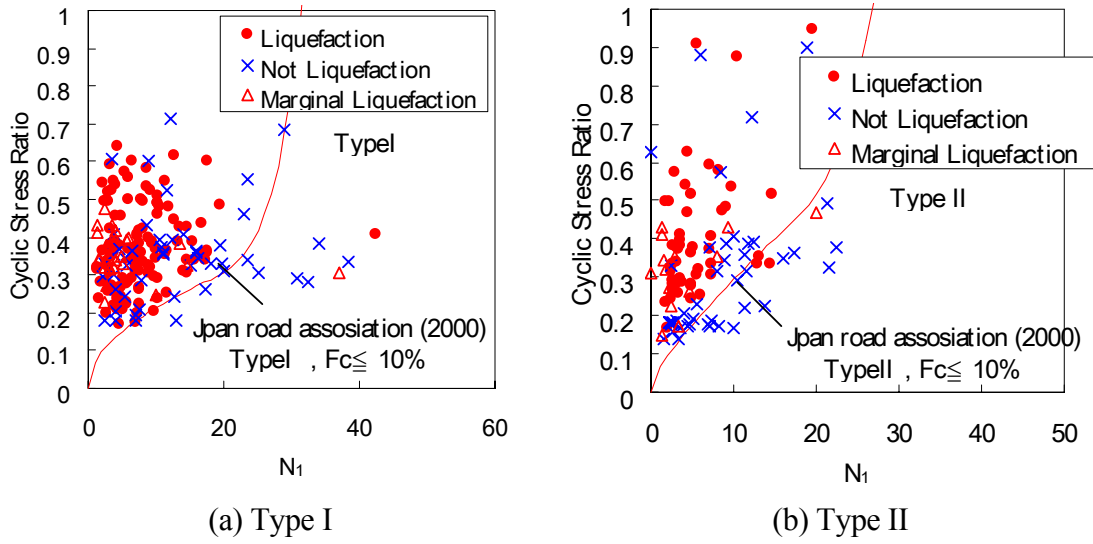 1
0.9
0.8
0.7
0.6
0.5
0.4
0.3
0.2
0.1
0
Cyclic Stress Ratio
Liquefaction
Not Liquefaction
Marginal Liquefaction
TypeI
Jpan road assosiation (2000)
TypeI , Fc≦ 10%
0 20 40 60
N1
(a) Type I
1
0.9
0.8
0.7
0.6
0.5
0.4
0.3
0.2
0.1
0
Cyclic Stress Ratio
Liquefaction
Not Liquefaction
Marginal Liquefaction
Type II
Jpan road assosiation (2000)
TypeII , Fc≦ 10%
0 10 20 30 40 50
N1
(b) Type II